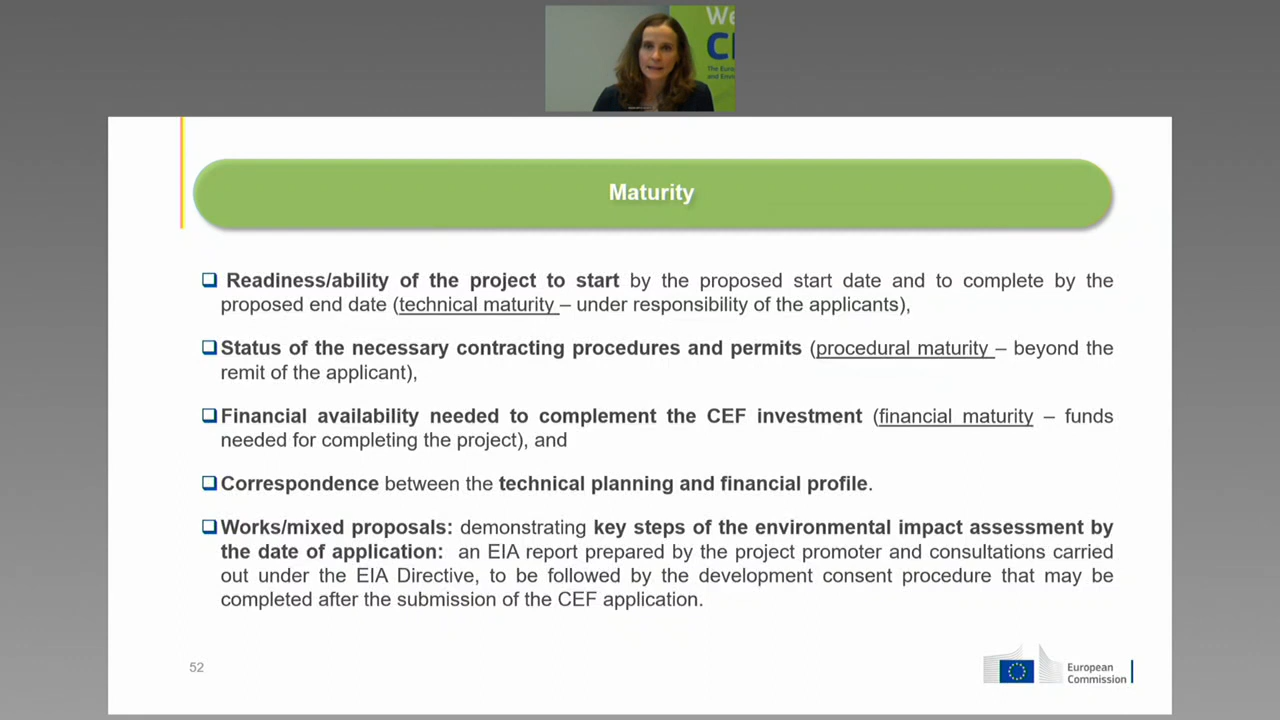 We
C
The Euro
and Envi
Maturity
Readiness/ability of the project to start by the proposed start date and to complete by the
proposed end date (technical maturity – under responsibility of the applicants),
Status of the necessary contracting procedures and permits (procedural maturity – beyond the
remit of the applicant),
Financial availability needed to complement the CEF investment (financial maturity – funds
needed for completing the project), and
Correspondence between the technical planning and financial profile.
Works/mixed proposals: demonstrating key steps of the environmental impact assessment by
the date of application: an EIA report prepared by the project promoter and consultations carried
out under the EIA Directive, to be followed by the development consent procedure that may be
completed after the submission of the CEF application.
52
European
Commission